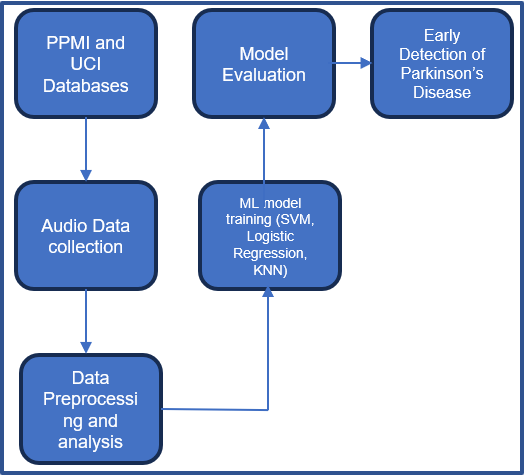 PPMI and
UCI
Databases
Audio Data
collection
Data
Preprocessi
ng and
analysis
ML model
training (SVM,
Logistic
Regression,
KNN)
Model
Evaluation
Early
Detection of
Parkinson's
Disease